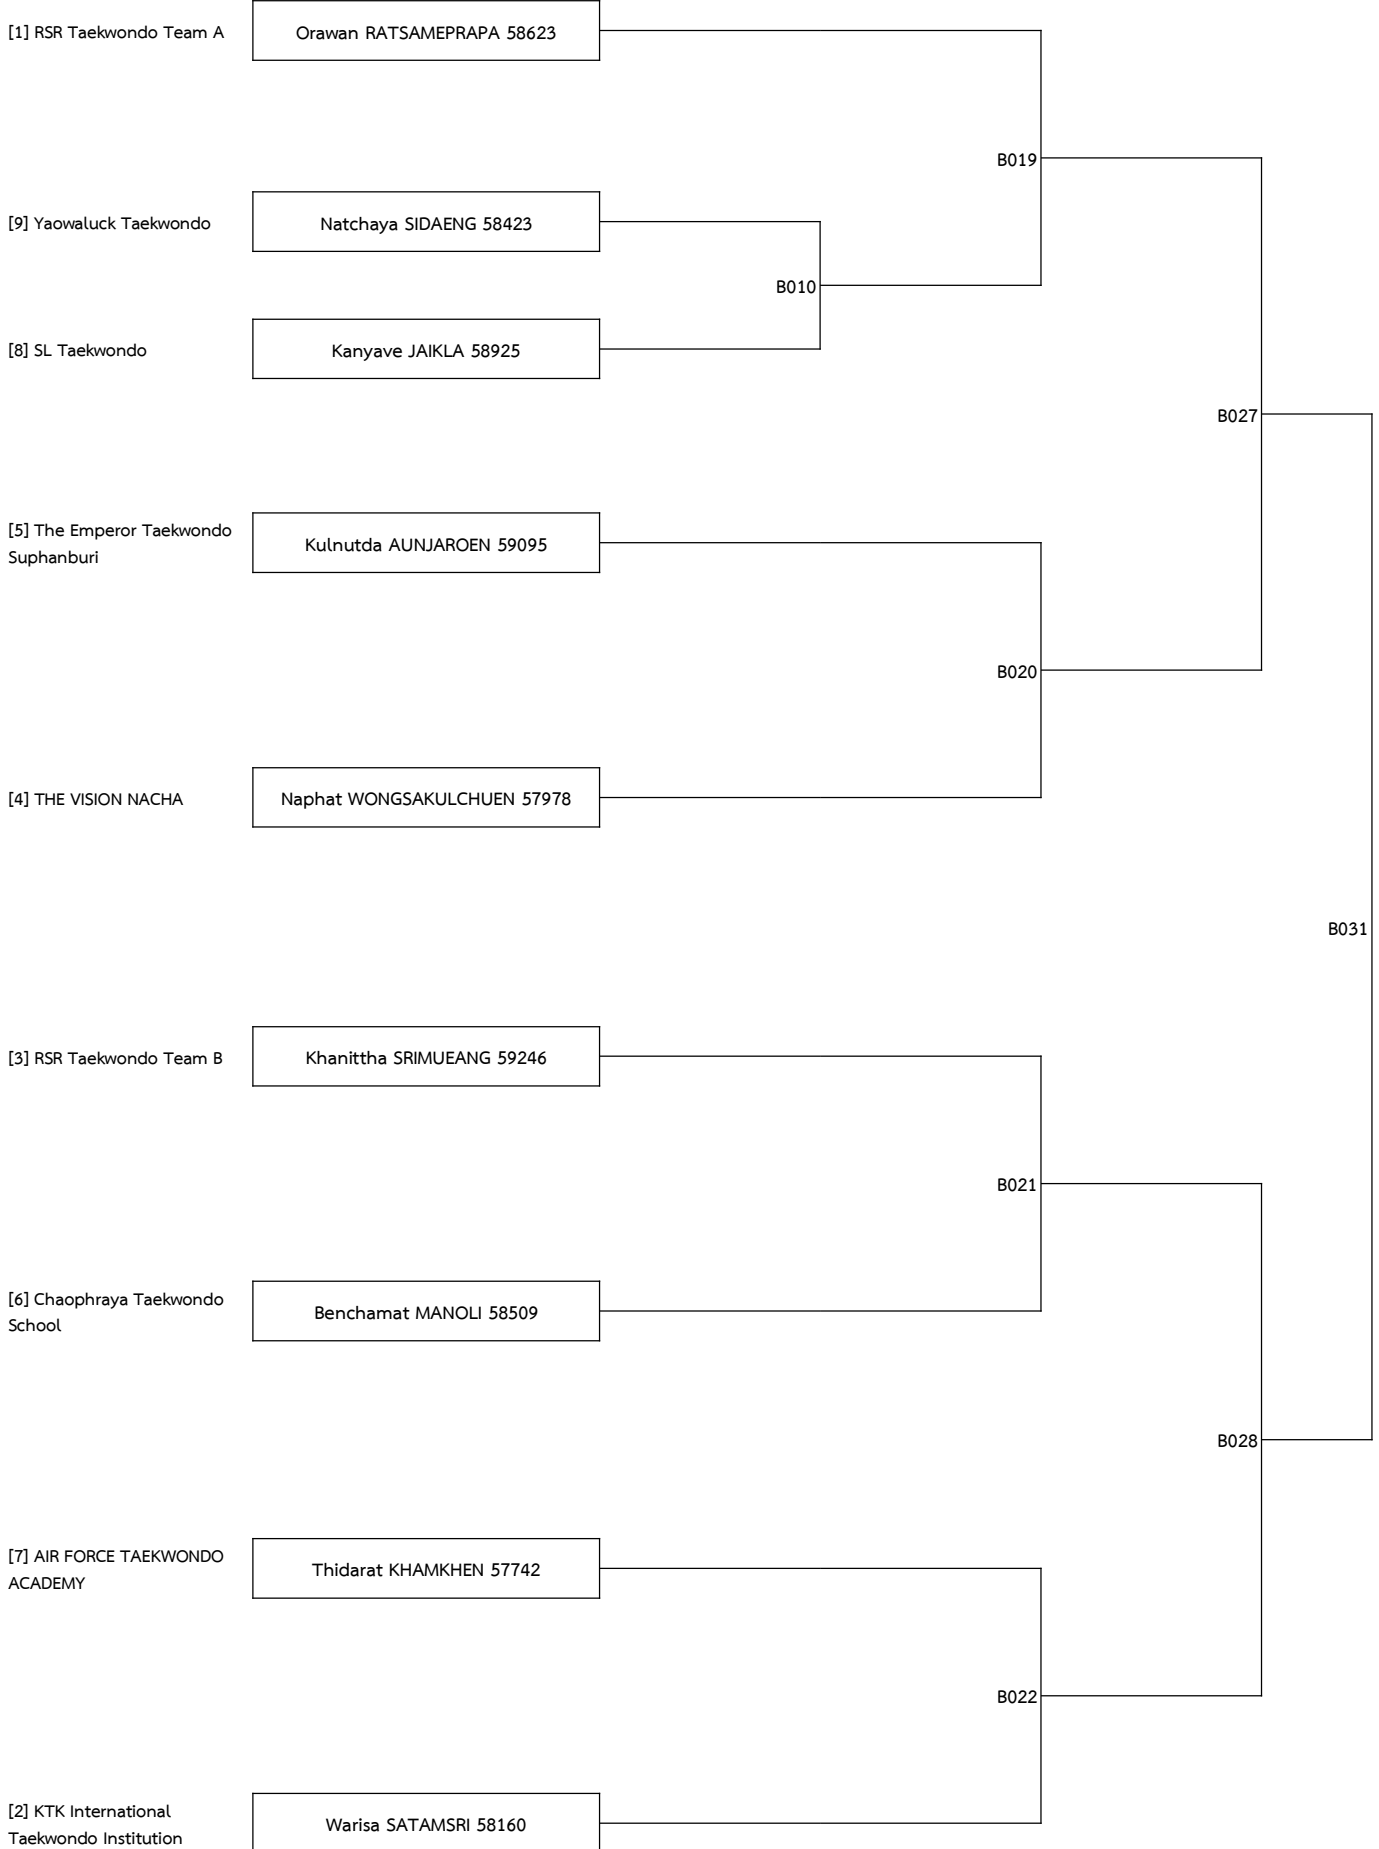 [1] RSR Taekwondo Team A
Orawan RATSAMEPRAPA 58623
B019
[9] Yaowaluck Taekwondo
Natchaya SIDAENG 58423
B010
[8] SL Taekwondo
Kanyave JAIKLA 58925
B027
[5] The Emperor Taekwondo
Suphanburi
Kulnutda AUNJAROEN 59095
B020
[4] THE VISION NACHA
Naphat WONGSAKULCHUEN 57978
B031
[3] RSR Taekwondo Team B
Khanittha SRIMUEANG 59246
B021
[6] Chaophraya Taekwondo
School
Benchamat MANOLI 58509
B028
[7] AIR FORCE TAEKWONDO
ACADEMY
Thidarat KHAMKHEN 57742
B022
[2] KTK International
Taekwondo Institution
Warisa SATAMSRI 58160